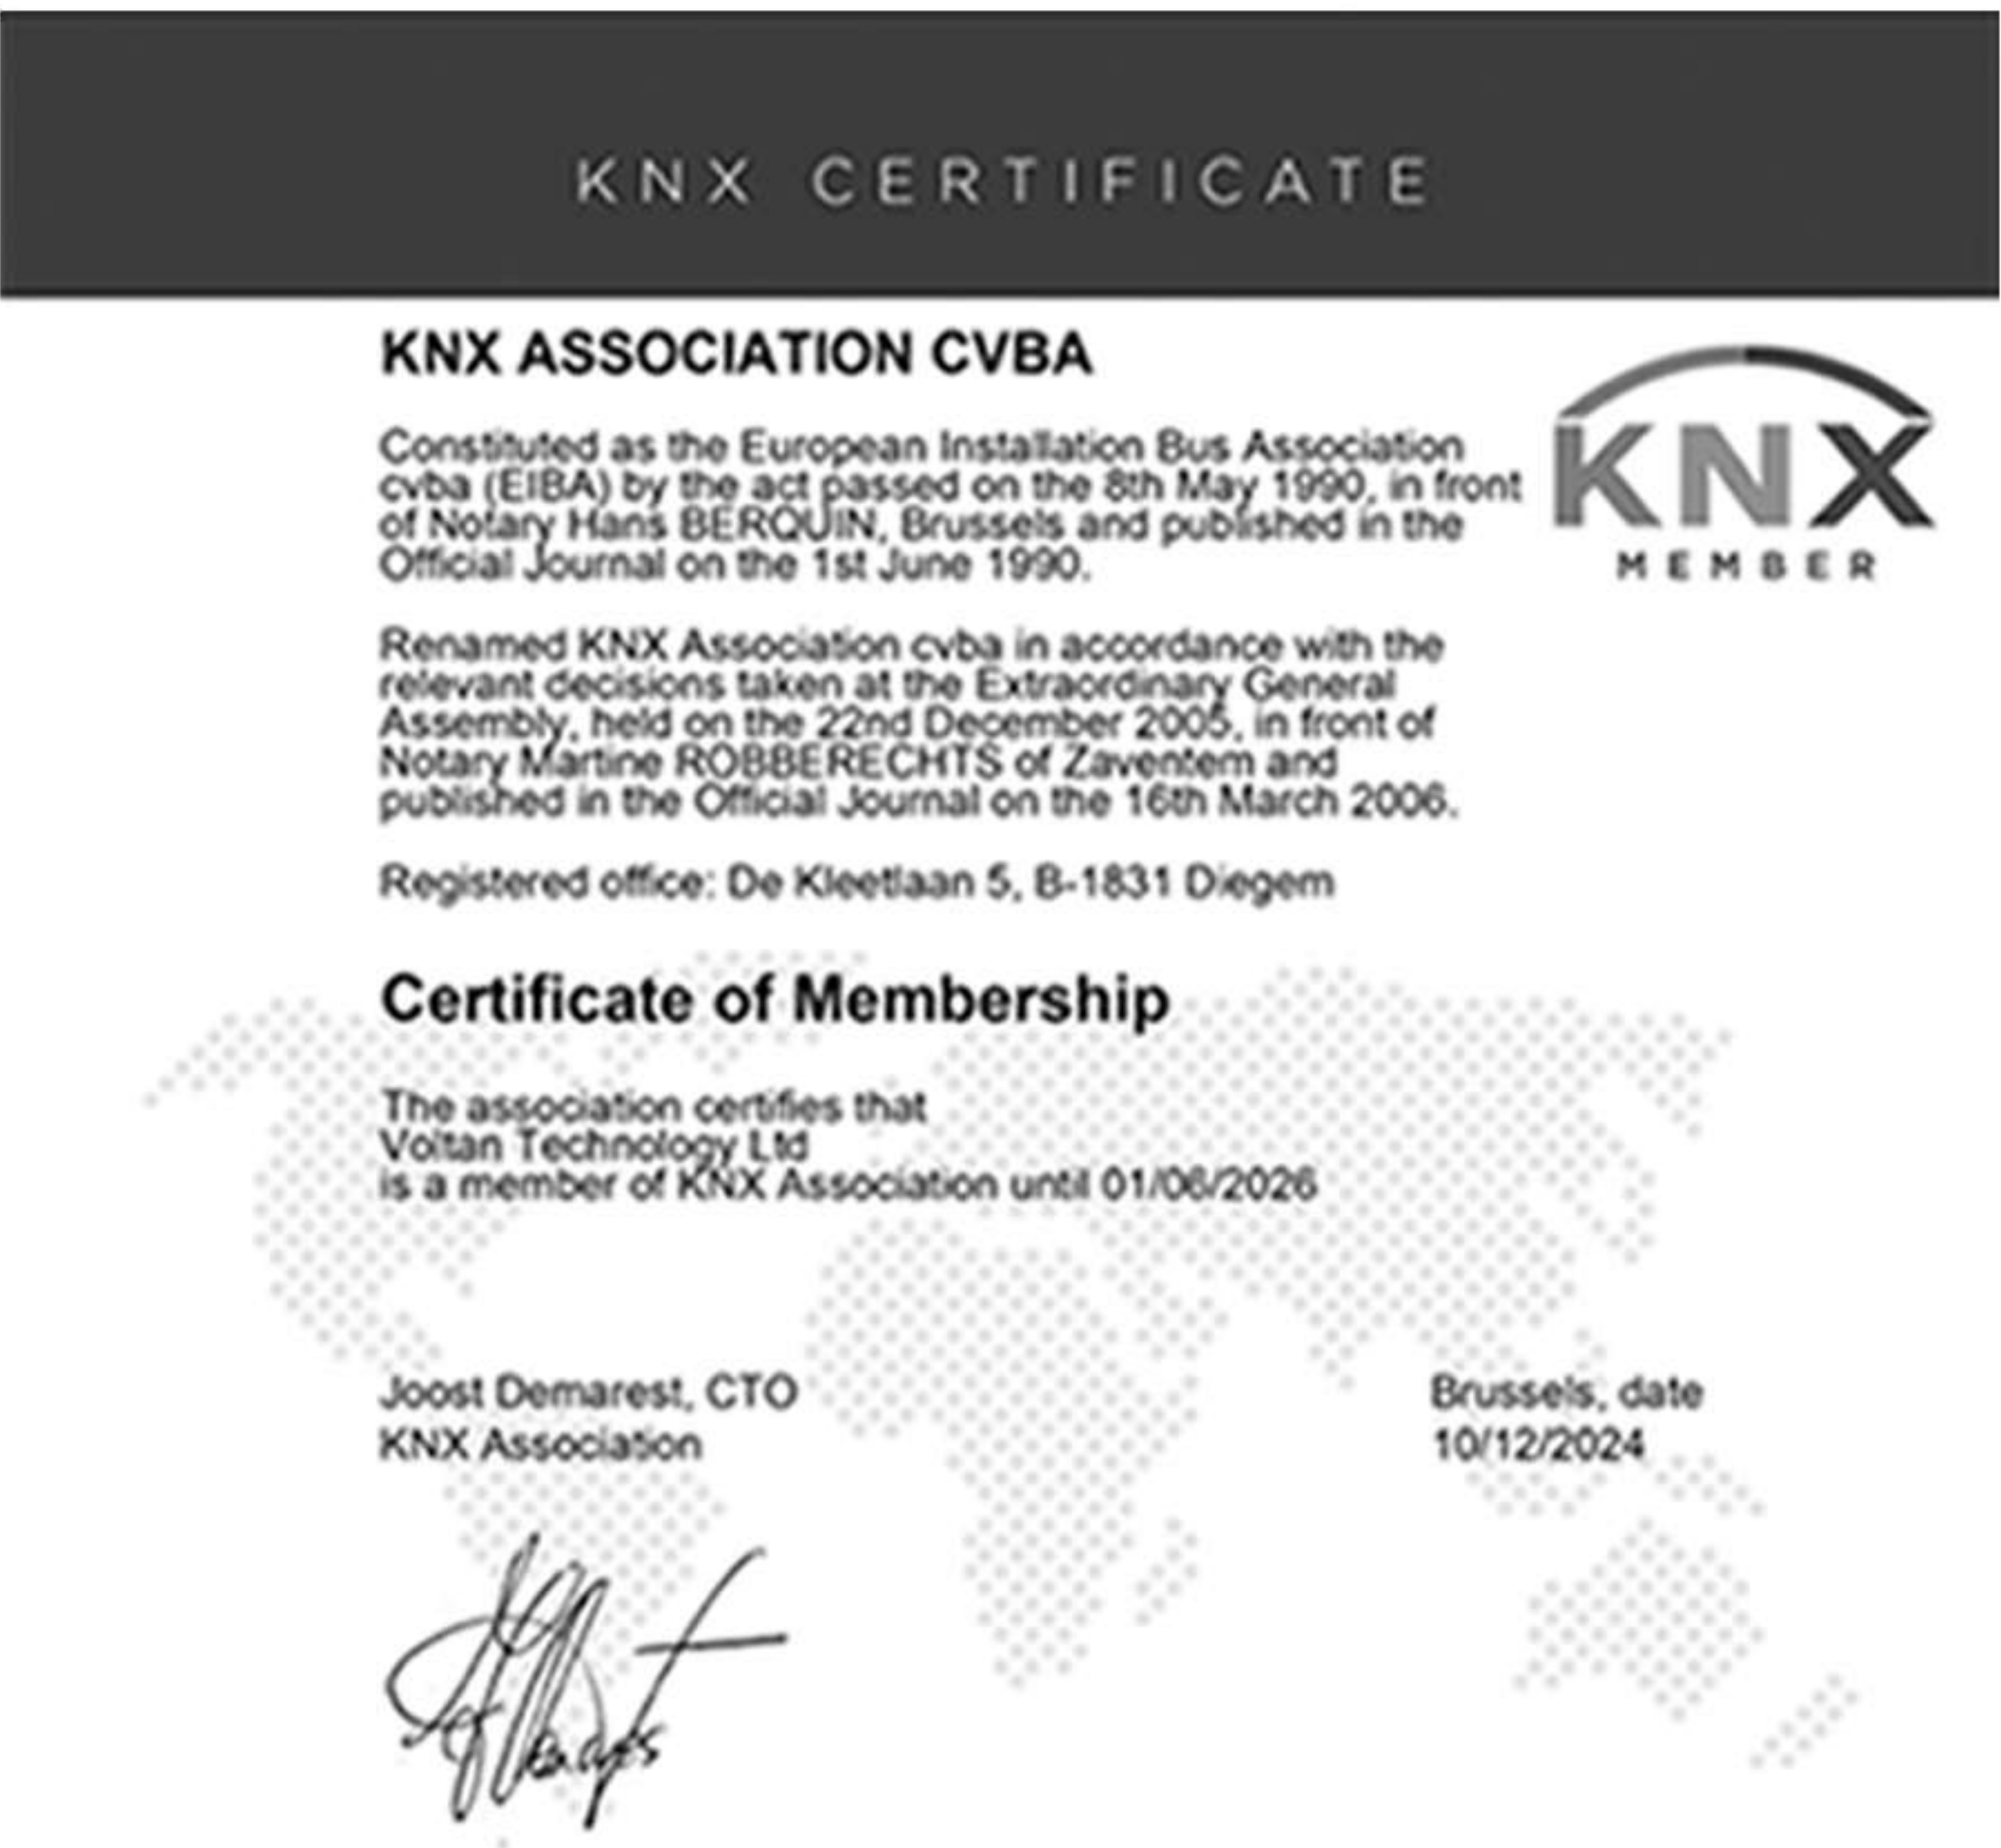 KNX CERTIFICATE
KNX ASSOCIATION CVBA
Constituted as the European Installation Bus Association
cvba (EIBA) by the act passed on the 8th May 1990, in front
of Notary Hans BERQUIN, Brussels and published in the
Official Journal on the 1st June 1990.
KNX
MEMBER
Renamed KNX Association cvba in accordance with the
relevant decisions taken at the Extraordinary General
Assembly, held on the 22nd December 2005, in front of
Notary Martine ROBBERECHTS of Zaventem and
published in the Official Journal on the 16th March 2006.
Registered office: De Kleetlaan 5, B-1831 Diegem
Certificate of Membership
The association certifies that
Voltan Technology Ltd
is a member of KNX Association until 01/06/2026
Joost Demarest, CTO
KNX Association
Brussels, date
10/12/2024